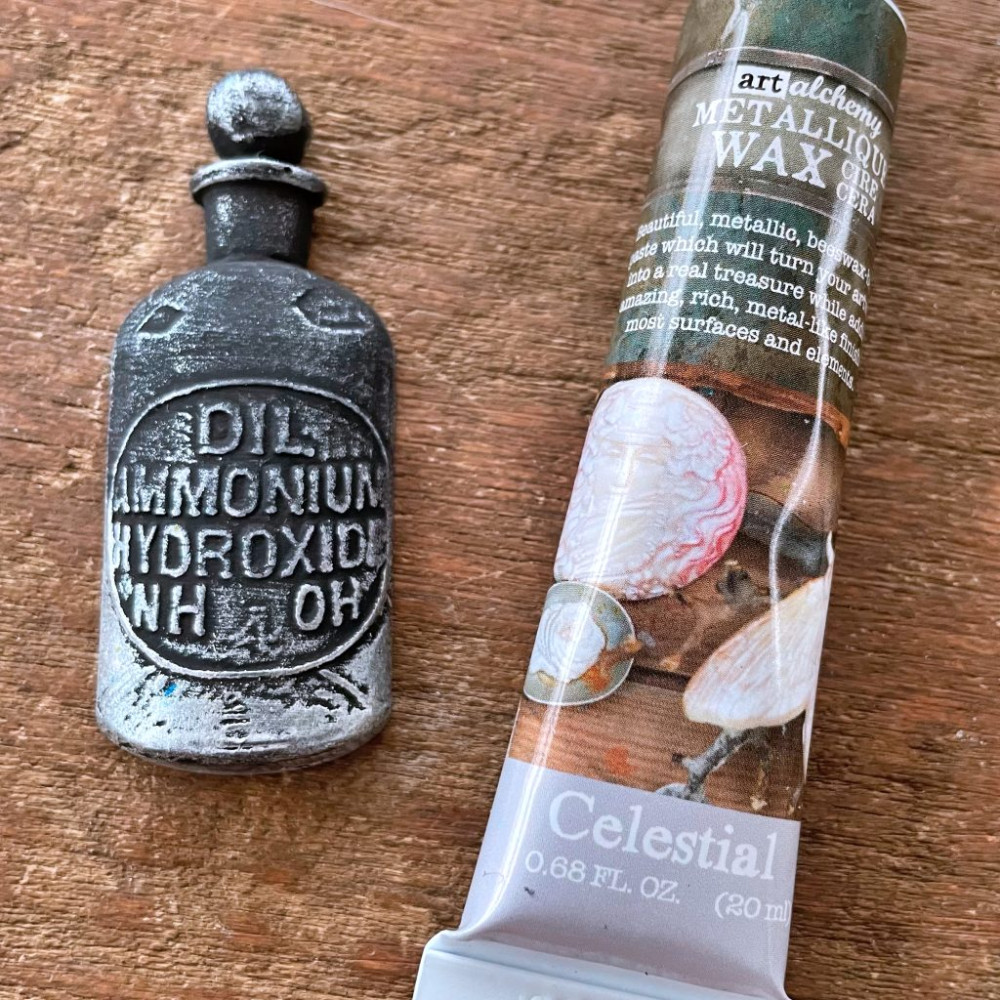 DIL
AMMONIUM
HYDROXIDE
"NH OH"
art alchemy
METALLIQUE
WAX CIRE
CERA
Beautiful, metallic, beeswax-
paste which will turn your art
into a real treasure while add
amazing, rich, metal-like finish
most surfaces and elements.
Celestial
0.68 FL. OZ. (20 ml)